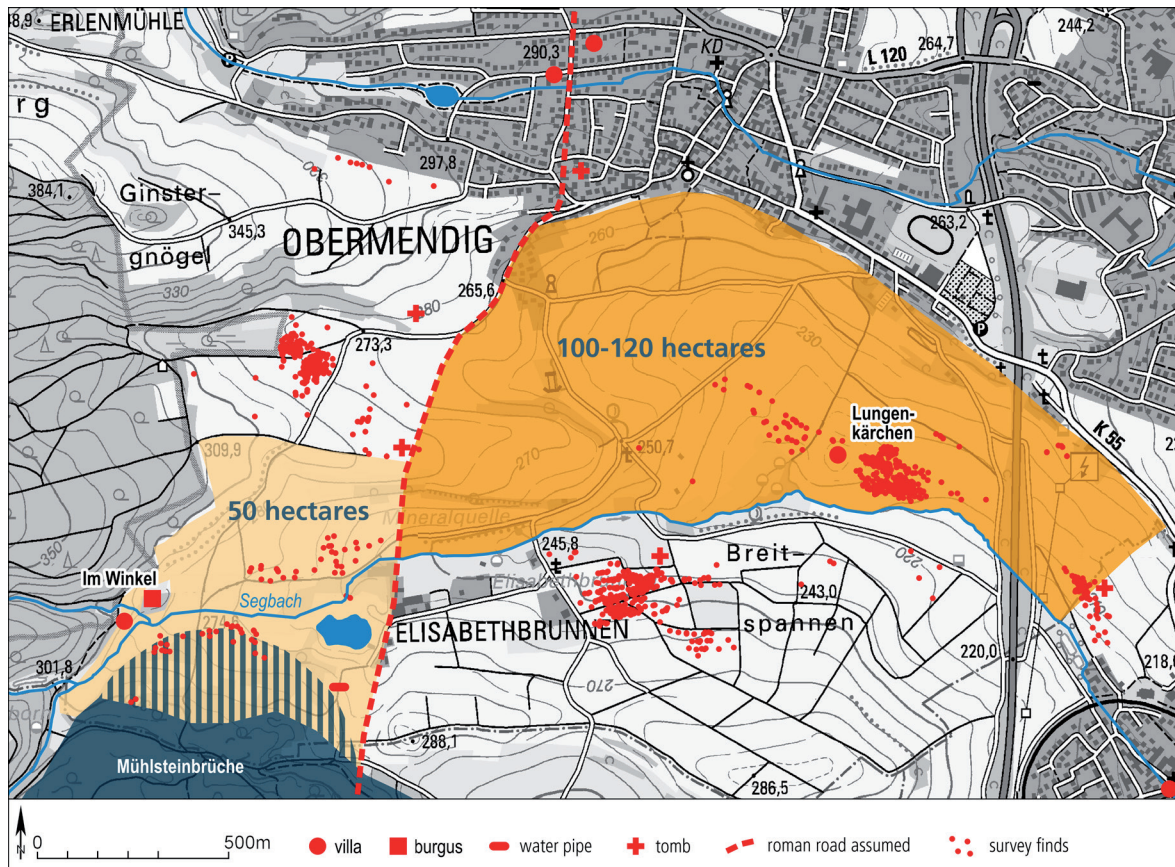 48,9
ERLENMÜHLE
290,3
KD
L 120
264,7
244,2
rg
297,8
384,1
Ginster-
gnögel
345,3
OBERMENDIG
330
265,6
260
263,2
P
P
280
273,3
100-120 hectares
230
Lungen-
kärchen
K 55
309,9
270
250,7
50 hectares
Mineralquelle
350
Im Winkel
245,8
Breit-
220
Segbach
243,0
274,6
ELISABETHBRUNNEN
spannen
301,8
220,0
218,0
270
288,1
Mühlsteinbrüche
286,5
N
0
500m
villa
burgus
water pipe
tomb
roman road assumed
survey finds